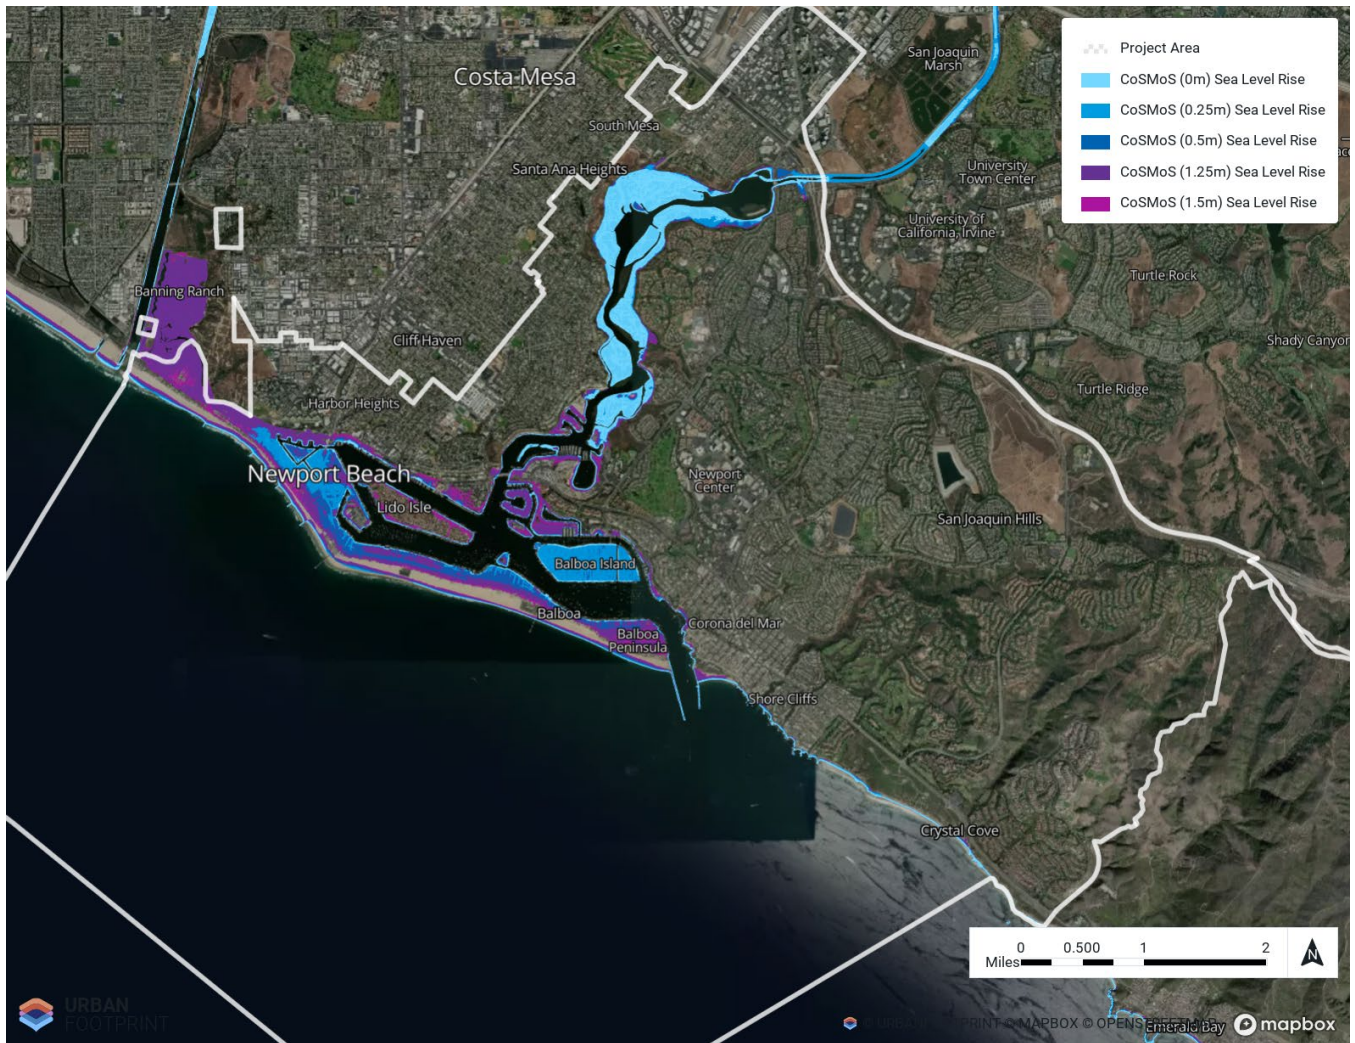 Costa Mesa
San Joaquin
Marsh
Project Area
CoSMoS (0m) Sea Level Rise
CoSMoS (0.25m) Sea Level Rise
CoSMoS (0.5m) Sea Level Rise
CoSMoS (1.25m) Sea Level Rise
CoSMoS (1.5m) Sea Level Rise
South Mesa
Santa Ana Heights
University
Town Center
University of
California, Irvine
Turtle Rock
Banning Ranch
Cliff Haven
Shady Canyon
Turtle Ridge
Harbor Heights
Newport Beach
Newport
Center
Lido Isle
San Joaquin Hills
Balboa Island
Balboa
Corona del Mar
Balboa
Peninsula
Shore Cliffs
Crystal Cove
0 0.500 1 2
Miles
N
URBAN
FOOTPRINT
© MAPBOX © OPENSTREETMAP
Emerald Bay
mapbox